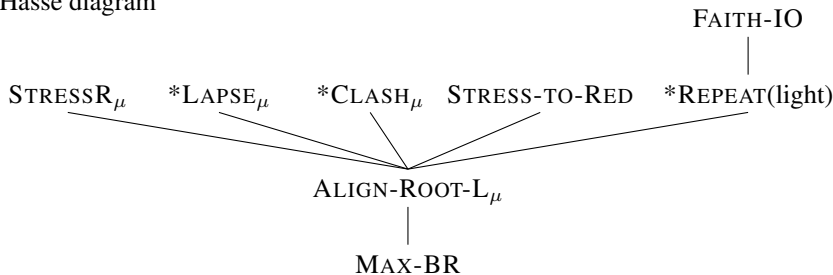 Hasse diagram
FAITH-IO
STRESSRμ *LAPSEμ *CLASHμ STRESS-TO-RED *REPEAT(light)
ALIGN-ROOT-Lμ
MAX-BR